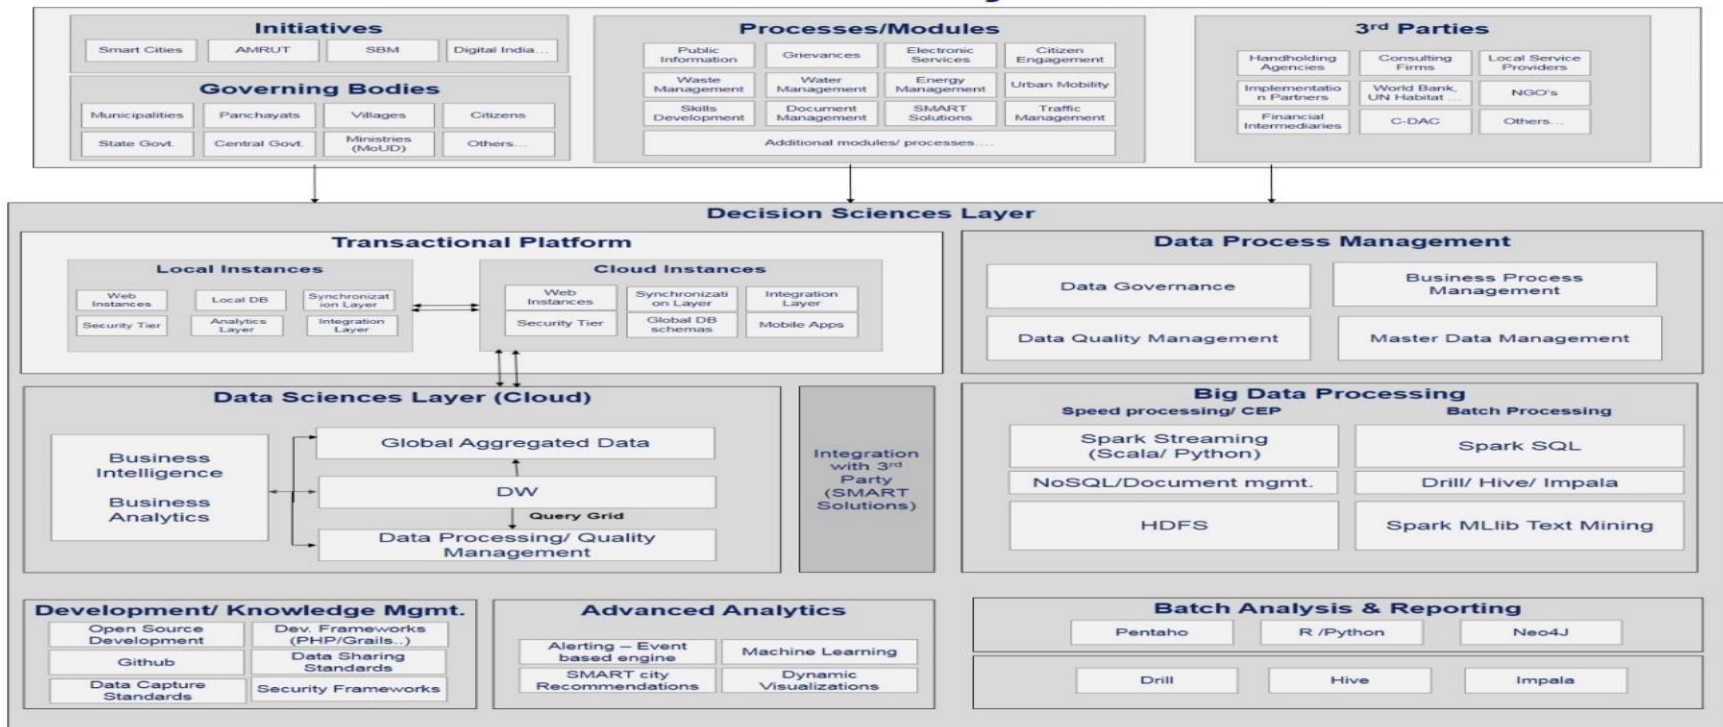 Initiatives
Smart Cities
AMRUT
SBM
Digital India...
Governing Bodies
Municipalities
Panchayats
Villages
Citizens
State Govt.
Central Govt.
Ministries
(MoUD)
Others...
Processes/Modules
Public
Information
Grievances
Electronic
Services
Citizen
Engagement
Waste
Management
Water
Management
Energy
Management
Urban Mobility
Skills
Development
Document
Management
SMART
Solutions
Traffic
Management
Additional modules/ processes....
3rd Parties
Handholding
Agencies
Consulting
Firms
Local Service
Providers
Implementatio
n Partners
World Bank,
UN Habitat ...
NGO's
Financial
Intermediaries
C-DAC
Others...
Decision Sciences Layer
Transactional Platform
Local Instances
Web
Instances
Local DB
Synchronizat
ion Layer
Security Tier
Analytics
Layer
Integration
Layer
Cloud Instances
Web
Instances
Synchronizati
on Layer
Integration
Layer
Security Tier
Global DB
schemas
Mobile Apps
Data Process Management
Data Governance
Business Process
Management
Data Quality Management
Master Data Management
Data Sciences Layer (Cloud)
Business
Intelligence
Business
Analytics
Global Aggregated Data
DW
Query Grid
Data Processing/ Quality
Management
Integration
with 3rd
Party
(SMART
Solutions)
Big Data Processing
Speed processing/ CEP
Batch Processing
Spark Streaming
(Scala/ Python)
Spark SQL
NoSQL/Document mgmt.
Drill/ Hive/ Impala
HDFS
Spark MLlib Text Mining
Development/ Knowledge Mgmt.
Open Source
Development
Dev. Frameworks
(PHP/Grails..)
Github
Data Sharing
Standards
Data Capture
Standards
Security Frameworks
Advanced Analytics
Alerting – Event
based engine
Machine Learning
SMART city
Recommendations
Dynamic
Visualizations
Batch Analysis & Reporting
Pentaho
R /Python
Neo4J
Drill
Hive
Impala